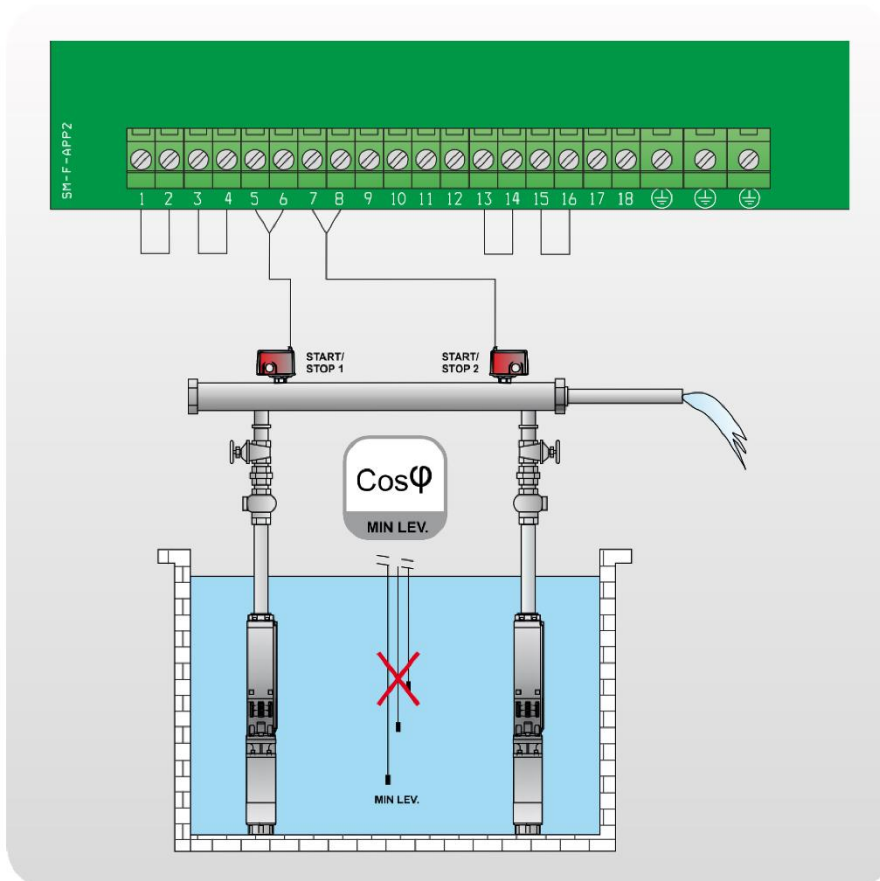 SM-F-APP2
1 2 3 4 5 6 7 8 9 10 11 12 13 14 15 16 17 18
START/
STOP 1
START/
STOP 2
Cosφ
MIN LEV.
MIN LEV.